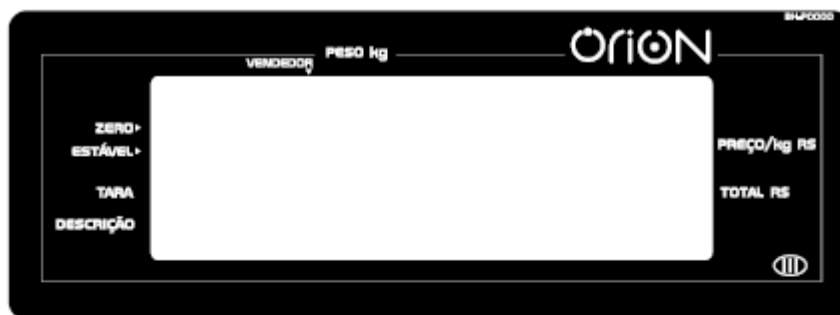 PESO kg
ORION
VENDEDOR
ZERO
ESTÁVEL
PREÇO/kg R$
TARA
TOTAL R$
DESCRIÇÃO